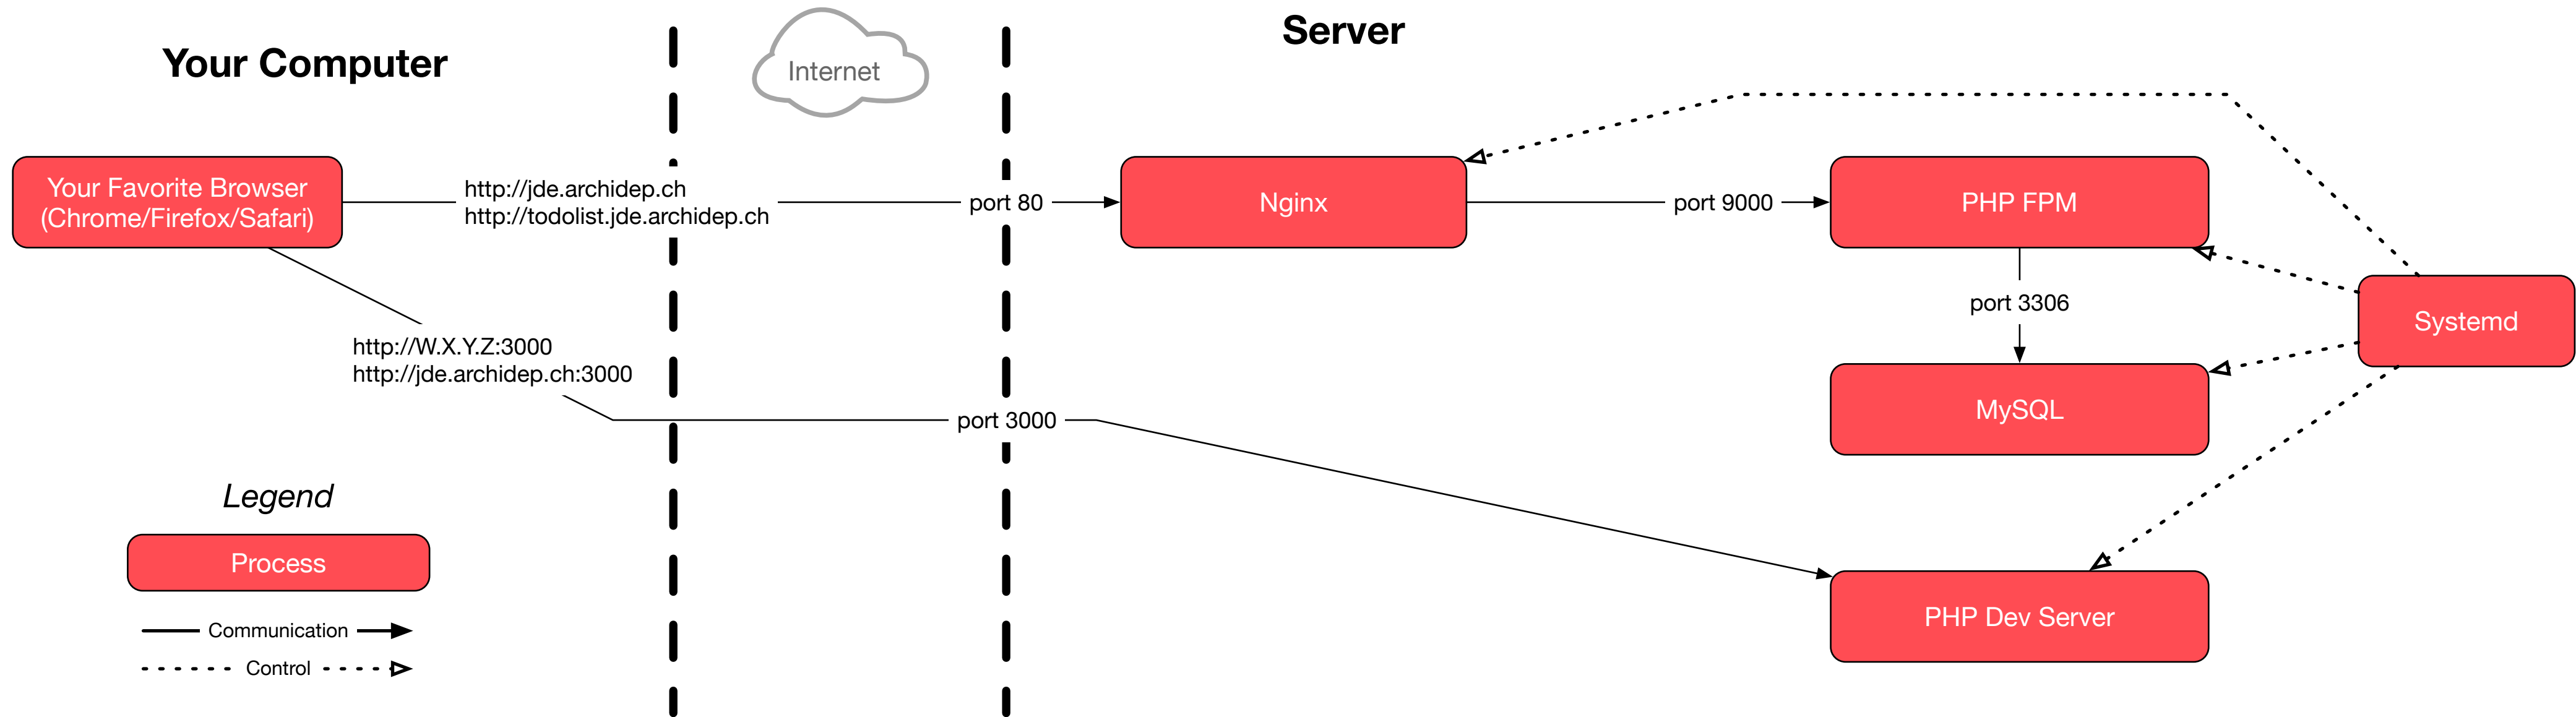 Your Computer
Internet
Server
Your Favorite Browser
(Chrome/Firefox/Safari)
http://jde.archidep.ch
http://todolist.jde.archidep.ch
port 80
Nginx
port 9000
PHP FPM
port 3306
Systemd
http://W.X.Y.Z:3000
http://jde.archidep.ch:3000
port 3000
MySQL
PHP Dev Server
Legend
Process
Communication
Control